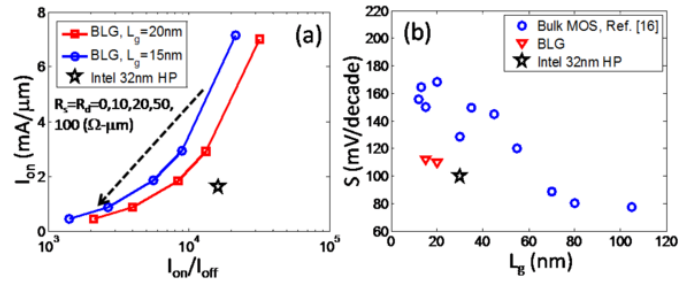 BLG, L_g=20nm
BLG, L_g=15nm
Intel 32nm HP
(a)
R_s=R_d=0,10,20,50,
100 (Ω-μm)
I_on (mA/μm)
8
6
4
2
0
10^3
10^4
10^5
I_on/I_off
(b)
Bulk MOS, Ref. [16]
BLG
Intel 32nm HP
S (mV/decade)
220
200
180
160
140
120
100
80
60
40
0
20
40
60
80
100
120
L_g (nm)